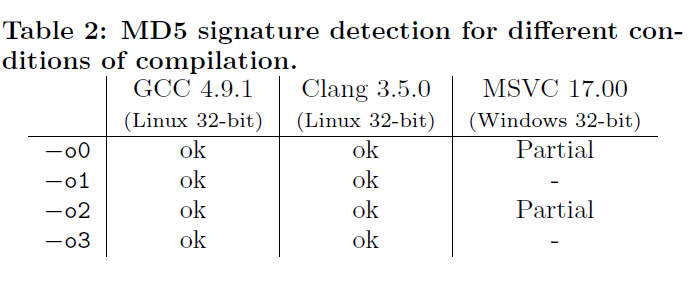 Table 2: MD5 signature detection for different con-
ditions of compilation.
GCC 4.9.1 Clang 3.5.0 MSVC 17.00
(Linux 32-bit) (Linux 32-bit) (Windows 32-bit)
—o0 ok ok Partial
—o1 ok ok -
—o2 ok ok Partial
—o3 ok ok -